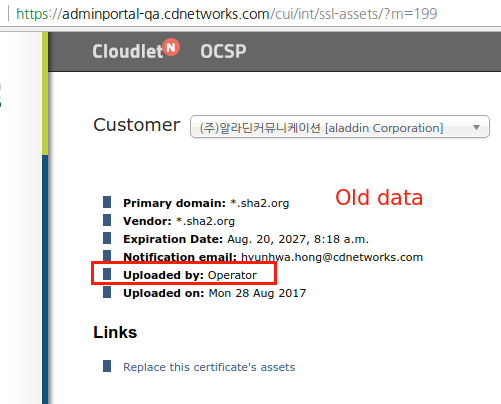 https://adminportal-qa.cdnetworks.com/cui/int/ssl-assets/?m=199
Cloudlet N OCSP
Customer (주)알라딘커뮤니케이션 [aladdin Corporation]
Old data
Primary domain: *.sha2.org
Vendor: *.sha2.org
Expiration Date: Aug. 20, 2027, 8:18 a.m.
Notification email: hyunhwa.hong@cdnetworks.com
Uploaded by: Operator
Uploaded on: Mon 28 Aug 2017
Links
Replace this certificate's assets